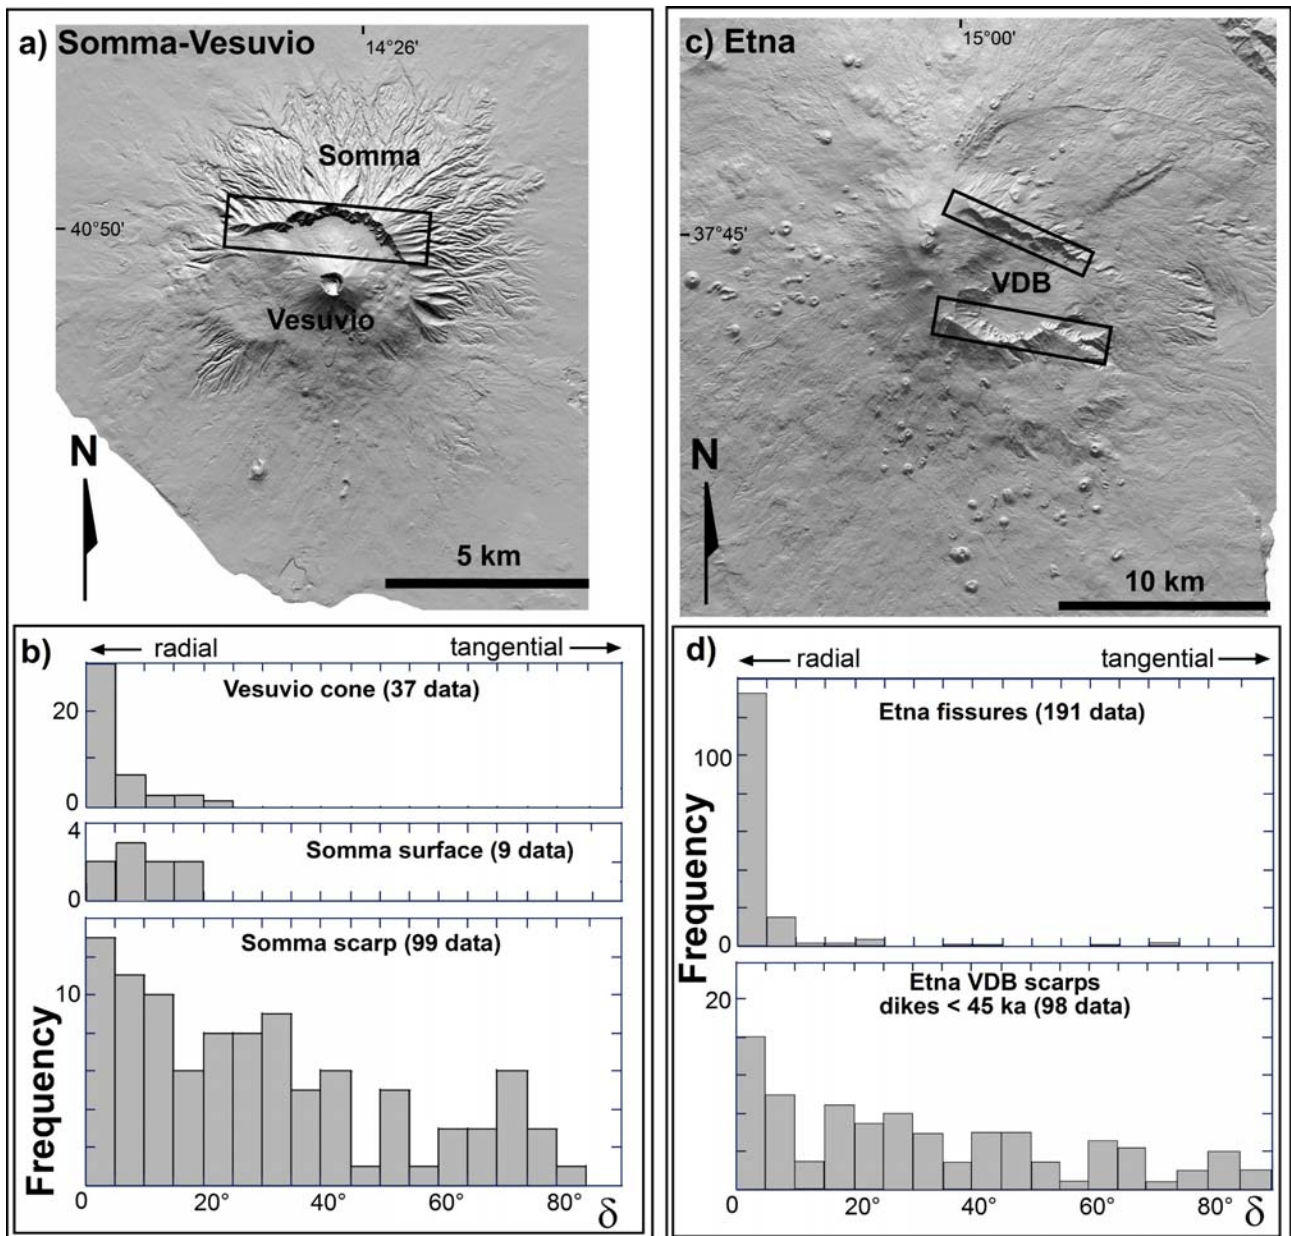 a) Somma-Vesuvio
14°26'
Somma
40°50'
Vesuvio
N
5 km
c) Etna
15°00'
37°45'
VDB
N
10 km
b)
radial
tangential
Vesuvio cone (37 data)
20
0
4
Somma surface (9 data)
0
Somma scarp (99 data)
10
Frequency
0 20° 40° 60° 80° δ
d)
radial
tangential
Etna fissures (191 data)
100
0
Frequency
Etna VDB scarps
dikes < 45 ka (98 data)
20
0 20° 40° 60° 80° δ